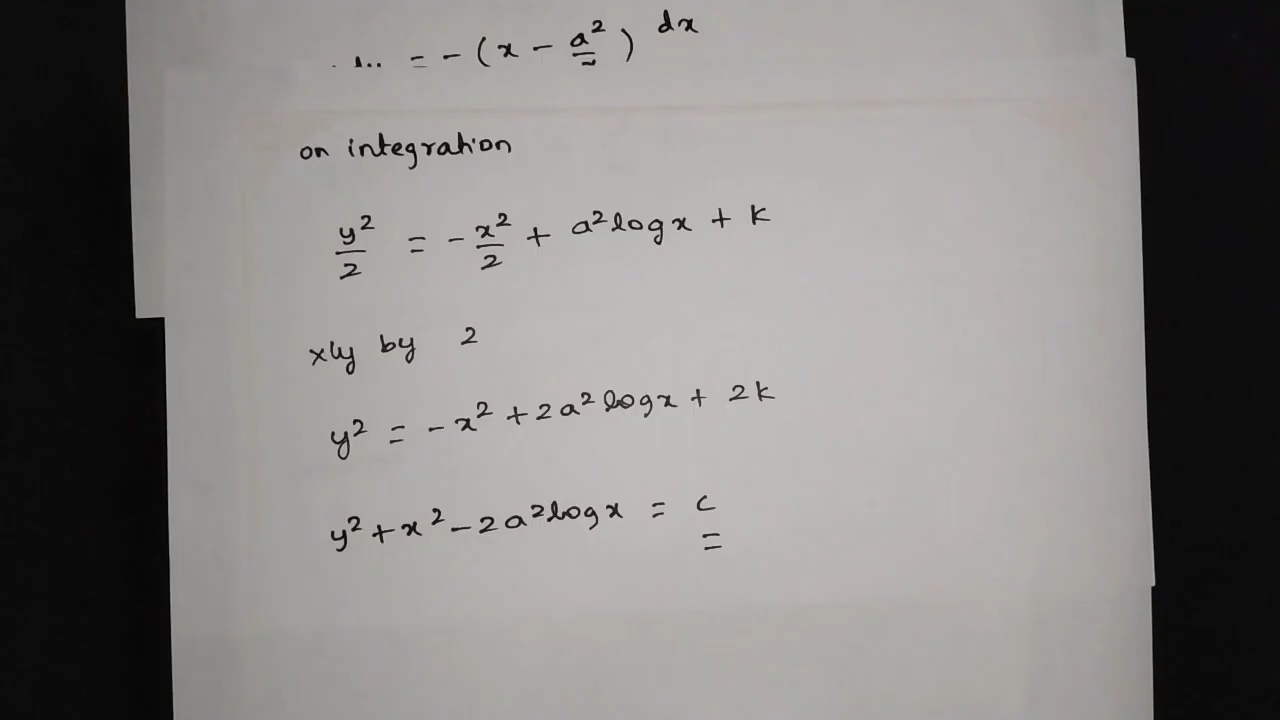 = - (x - a²) dx
on integration
y²/2 = - x²/2 + a² log x + k
xly by 2
y² = - x² + 2a² log x + 2k
y² + x² - 2a² log x = c